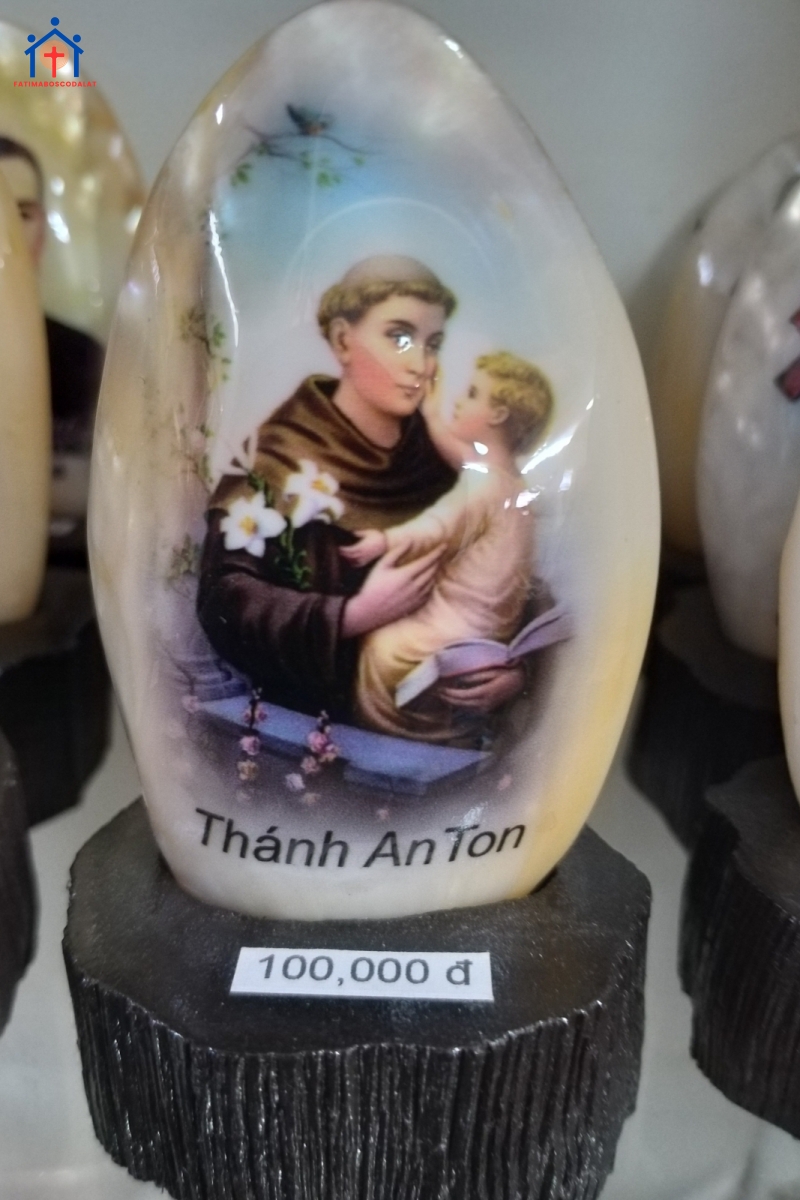 FATIMABOSCODALAT
Thánh AnTon
100,000 đ